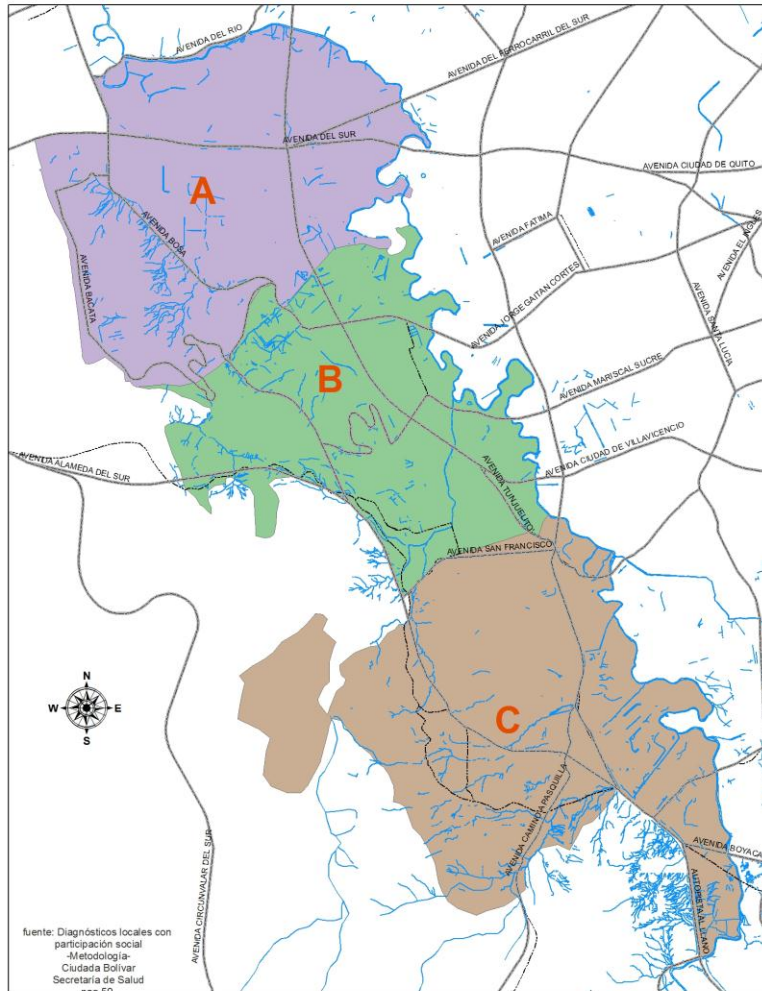 AVENIDA DEL RIO
AVENIDA DEL FERROCARRIL DEL SUR
AVENIDA DEL SUR
AVENIDA CIUDAD DE QUITO
A
AVENIDA BOSA
AVENIDA BACATA
AVENIDA FATIMA
AVENIDA JORGE GAITAN CORTES
AVENIDA SANTA LUCIA
B
AVENIDA MARISCAL SUCRE
AVENIDA CIUDAD DE VILLAVICENCIO
AVENIDA ALAMEDA DEL SUR
AVENIDA TUNJUELITO
AVENIDA SAN FRANCISCO
N
W E
S
C
AVENIDA CAMINO A PASQUILLA
AVENIDA CIRCUNVALAR DEL SUR
AVENIDA BOYACA
AUTOPISTA AL LLANO
fuente: Diagnósticos locales con
participación social
-Metodología-
Ciudada Bolívar
Secretaría de Salud